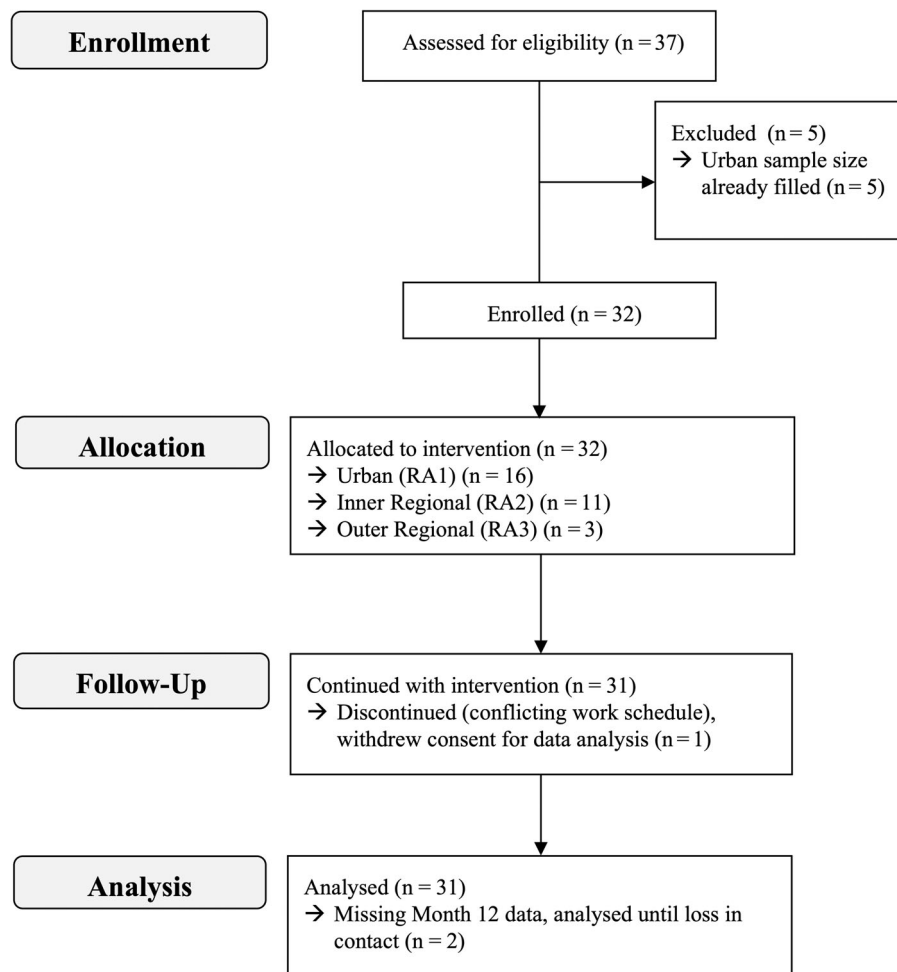 Enrollment
Assessed for eligibility (n = 37)
Excluded (n = 5)
→ Urban sample size
already filled (n = 5)
Enrolled (n = 32)
Allocation
Allocated to intervention (n = 32)
→ Urban (RA1) (n = 16)
→ Inner Regional (RA2) (n = 11)
→ Outer Regional (RA3) (n = 3)
Follow-Up
Continued with intervention (n = 31)
→ Discontinued (conflicting work schedule),
withdrew consent for data analysis (n = 1)
Analysis
Analysed (n = 31)
→ Missing Month 12 data, analysed until loss in
contact (n = 2)